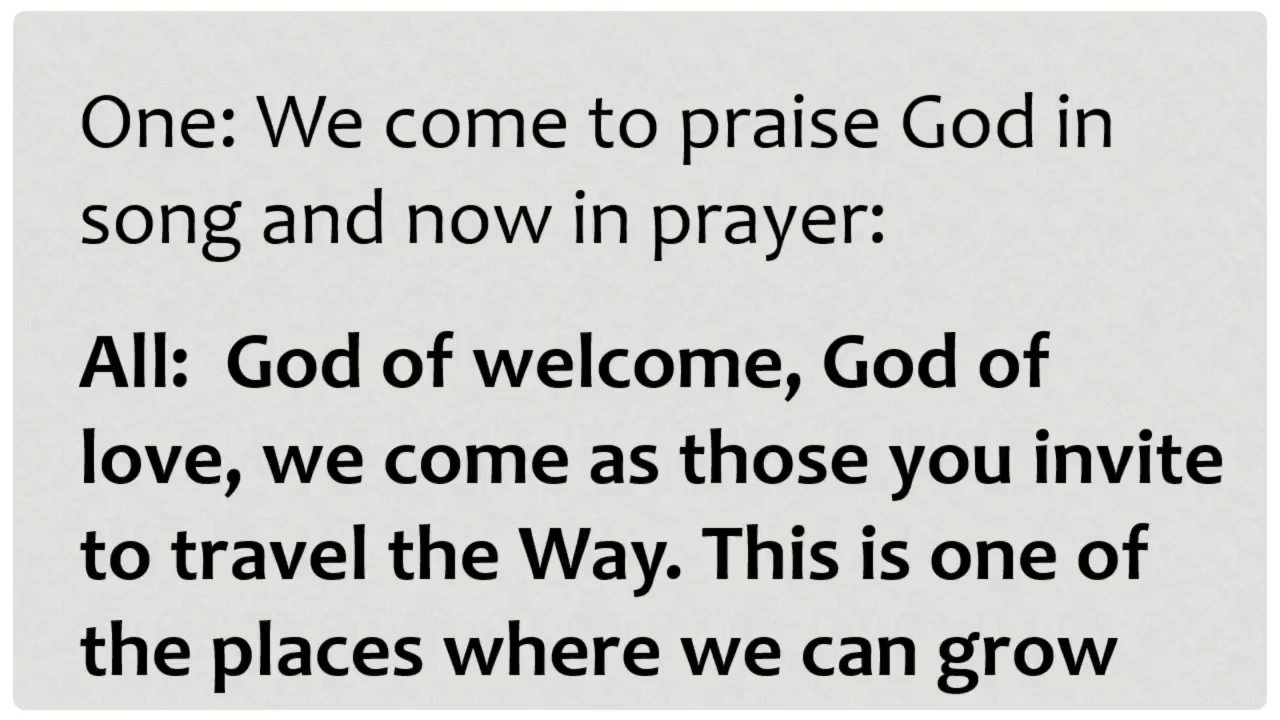 One: We come to praise God in
song and now in prayer:
All:  God of welcome, God of
love, we come as those you invite
to travel the Way. This is one of
the places where we can grow